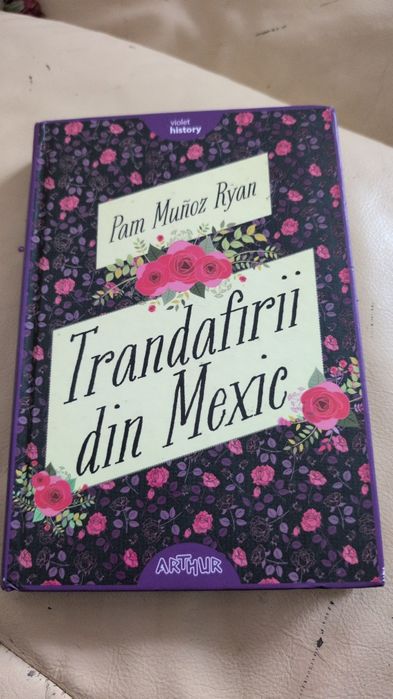 violet
history
Pam Muñoz Ryan
Trandafirii
din Mexic
ARTHUR